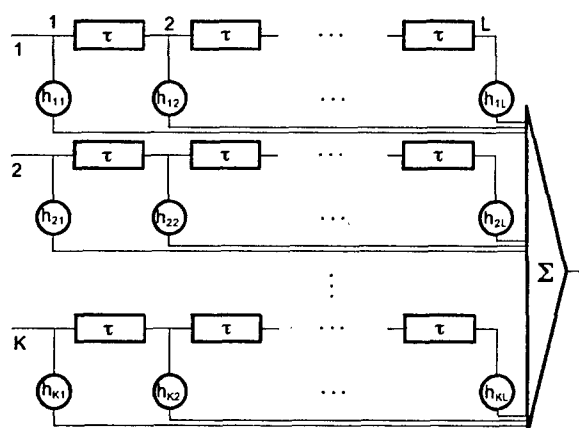 1 2 L
τ τ ... τ
1
h11 h12 ... h1L
τ τ ... τ
2
h21 h22 ... h2L
Σ
⋮
τ τ ... τ
K
hK1 hK2 ... hKL